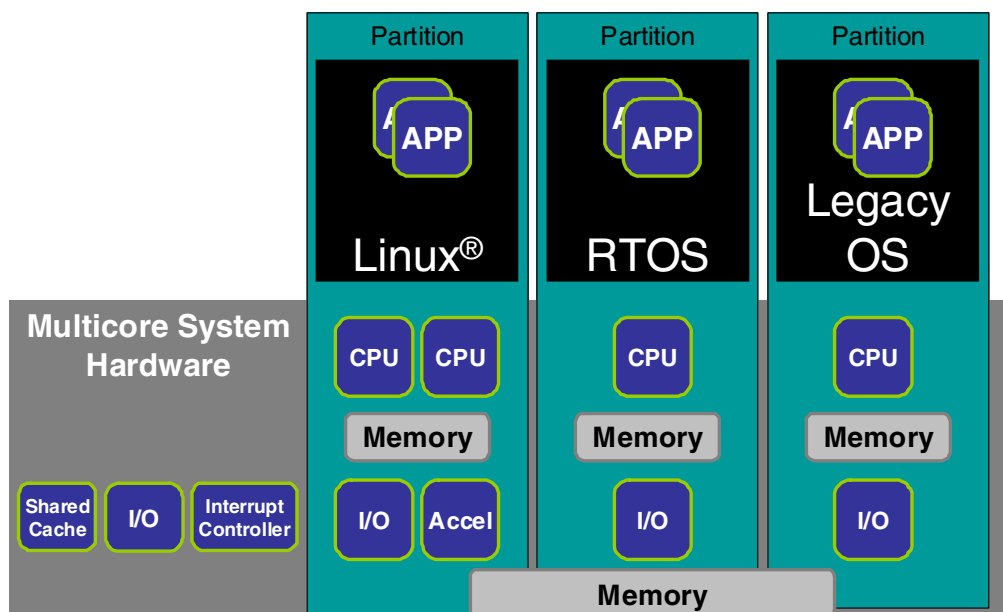 Partition
Partition
Partition
APP
APP
APP
Linux®
RTOS
Legacy
OS
Multicore System
Hardware
CPU
CPU
CPU
CPU
Memory
Memory
Memory
Shared
Cache
I/O
Interrupt
Controller
I/O
Accel
I/O
I/O
Memory